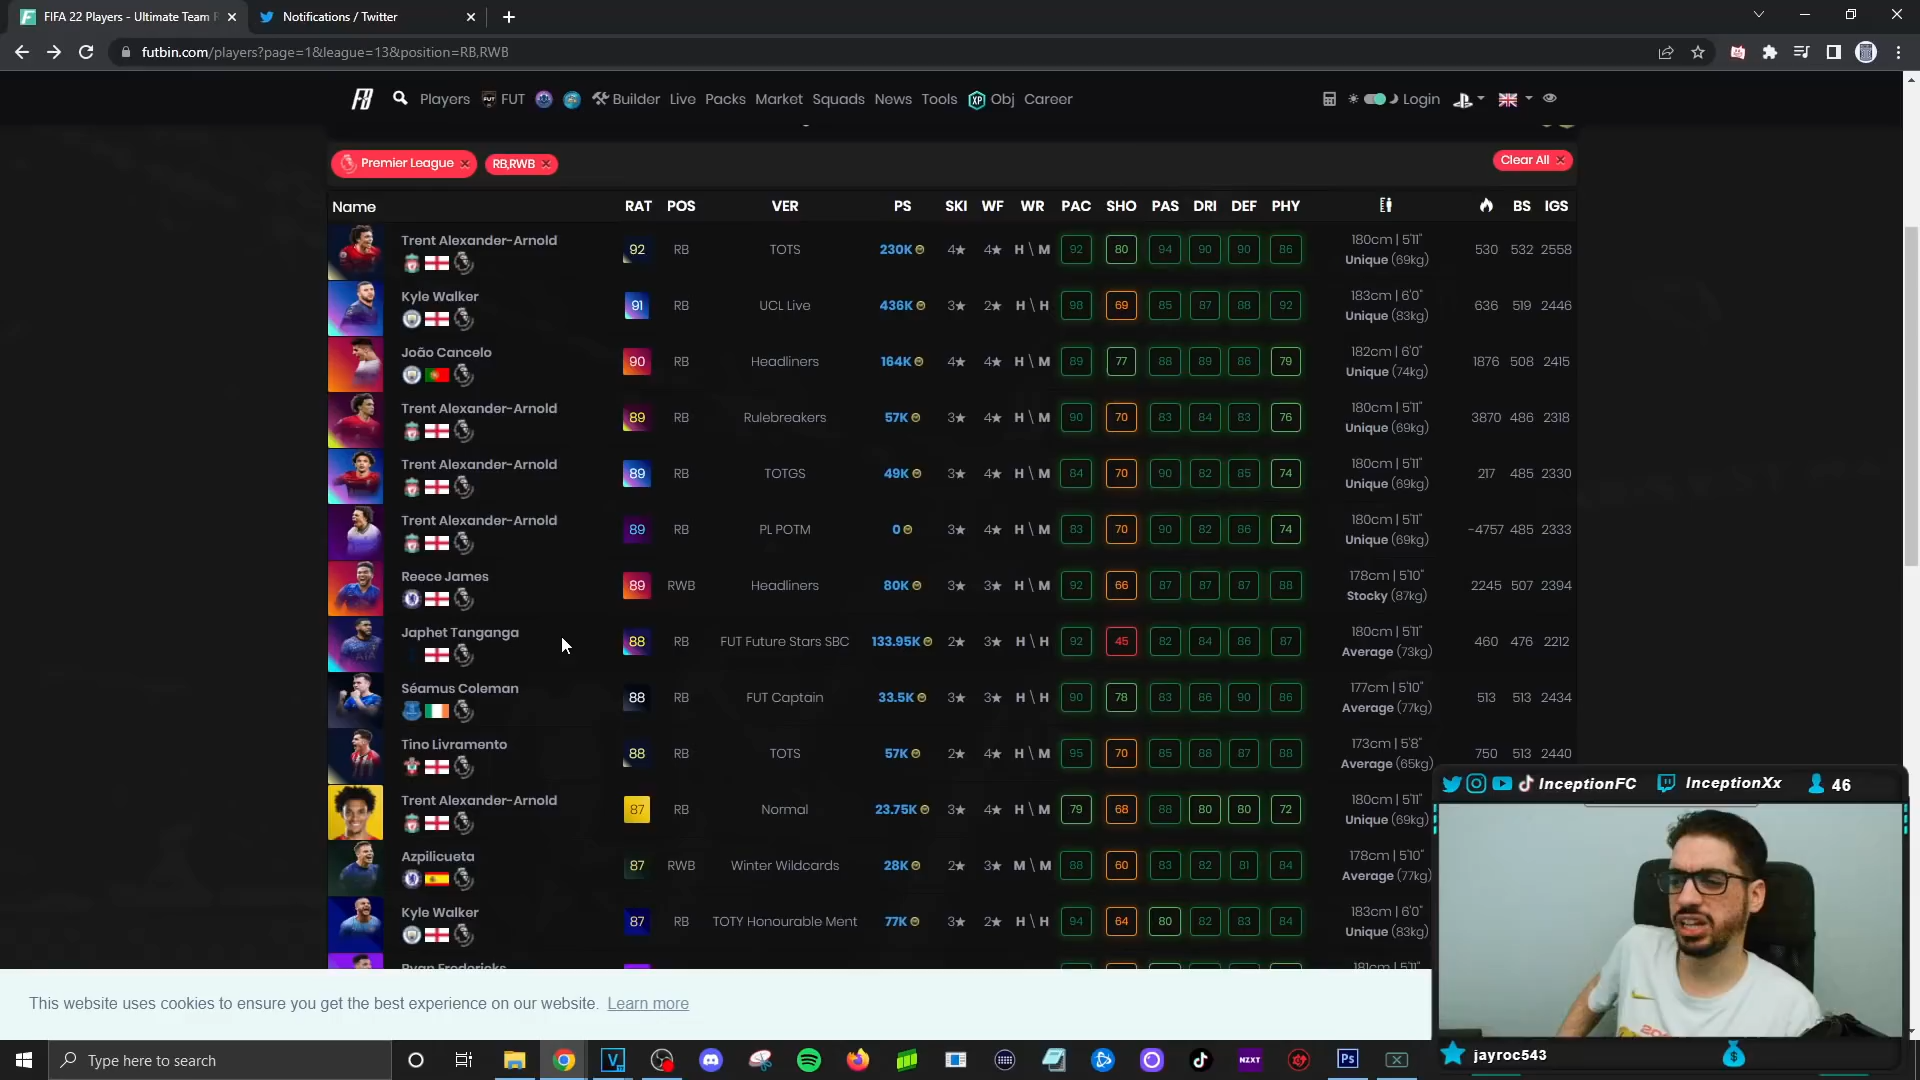 FIFA 22 Players - Ultimate Team
Notifications / Twitter
futbin.com/players?page=1&league=13&position=RB,RWB
Players FUT Builder Live Packs Market Squads News Tools XP Obj Career Login
Premier League × RB,RWB × Clear All ×
Name RAT POS VER PS SKI WF WR PAC SHO PAS DRI DEF PHY BS IGS
Trent Alexander-Arnold 92 RB TOTS 230K 4★ 4★ H \ M 92 80 94 90 90 86 180cm | 5'11" 530 532 2558
Unique (69kg)
Kyle Walker 91 RB UCL Live 436K 3★ 2★ H \ H 98 69 85 87 88 92 183cm | 6'0" 636 519 2446
Unique (83kg)
João Cancelo 90 RB Headliners 164K 4★ 4★ H \ M 89 77 88 89 86 79 182cm | 6'0" 1876 508 2415
Unique (74kg)
Trent Alexander-Arnold 89 RB Rulebreakers 57K 3★ 4★ H \ M 90 70 83 84 83 76 180cm | 5'11" 3870 486 2318
Unique (69kg)
Trent Alexander-Arnold 89 RB TOTGS 49K 3★ 4★ H \ M 84 70 90 82 85 74 180cm | 5'11" 217 485 2330
Unique (69kg)
Trent Alexander-Arnold 89 RB PL POTM 0 3★ 4★ H \ M 83 70 90 82 86 74 180cm | 5'11" -4757 485 2333
Unique (69kg)
Reece James 89 RWB Headliners 80K 3★ 3★ H \ M 92 66 87 87 87 88 178cm | 5'10" 2245 507 2394
Stocky (87kg)
Japhet Tanganga 88 RB FUT Future Stars SBC 133.95K 2★ 3★ H \ H 92 45 82 84 86 87 180cm | 5'11" 460 476 2212
Average (73kg)
Séamus Coleman 88 RB FUT Captain 33.5K 3★ 3★ H \ H 90 78 83 86 90 86 177cm | 5'10" 513 513 2434
Average (77kg)
Tino Livramento 88 RB TOTS 57K 2★ 4★ H \ M 95 70 85 88 87 88 173cm | 5'8" 750 513 2440
Average (65kg)
Trent Alexander-Arnold 87 RB Normal 23.75K 3★ 4★ H \ M 79 68 88 80 80 72 180cm | 5'11"
Unique (69kg)
Azpilicueta 87 RWB Winter Wildcards 28K 2★ 3★ M \ M 88 60 83 82 81 84 178cm | 5'10"
Average (77kg)
Kyle Walker 87 RB TOTY Honourable Ment 77K 3★ 2★ H \ H 94 64 80 82 83 84 183cm | 6'0"
Unique (83kg)
Ryan Fredericks 181cm | 5'11"
InceptionFC InceptionXx 46
This website uses cookies to ensure you get the best experience on our website. Learn more
jayroc543
Type here to search
NZXT
Ps